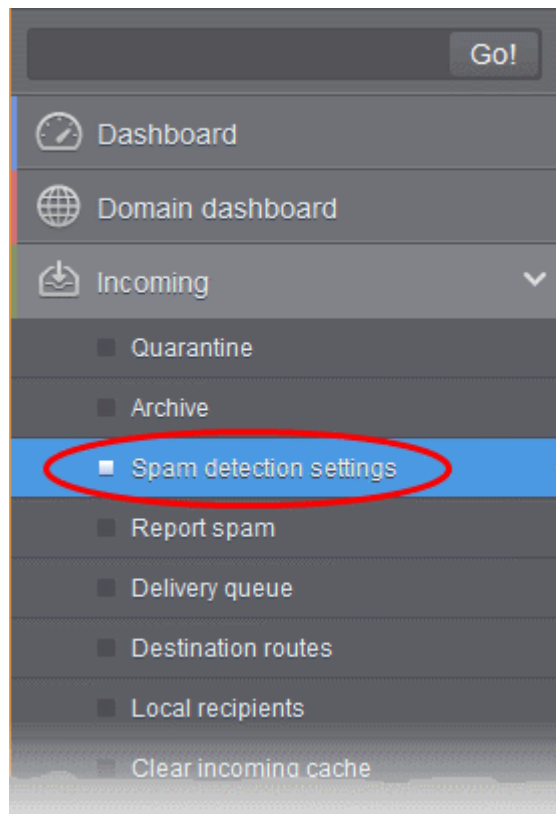 Go!
Dashboard
Domain dashboard
Incoming
Quarantine
Archive
Spam detection settings
Report spam
Delivery queue
Destination routes
Local recipients
Clear incoming cache